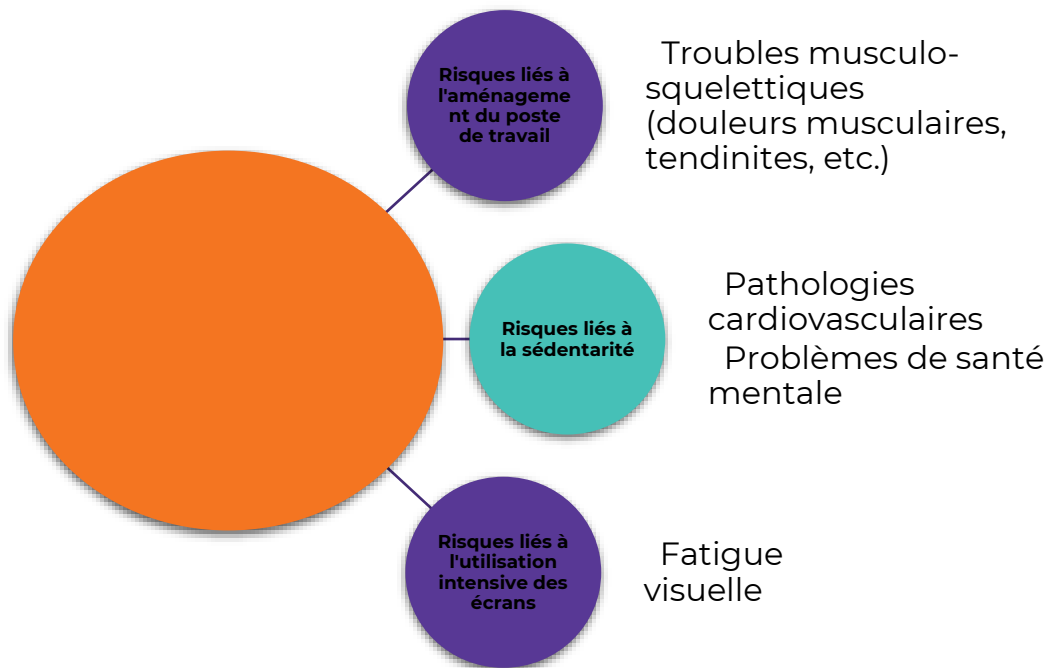 Risques liés à
l'aménageme
nt du poste
de travail
Troubles musculo-
squelettiques
(douleurs musculaires,
tendinites, etc.)
Risques liés à
la sédentarité
Pathologies
cardiovasculaires
Problèmes de santé
mentale
Risques liés à
l'utilisation
intensive des
écrans
Fatigue
visuelle